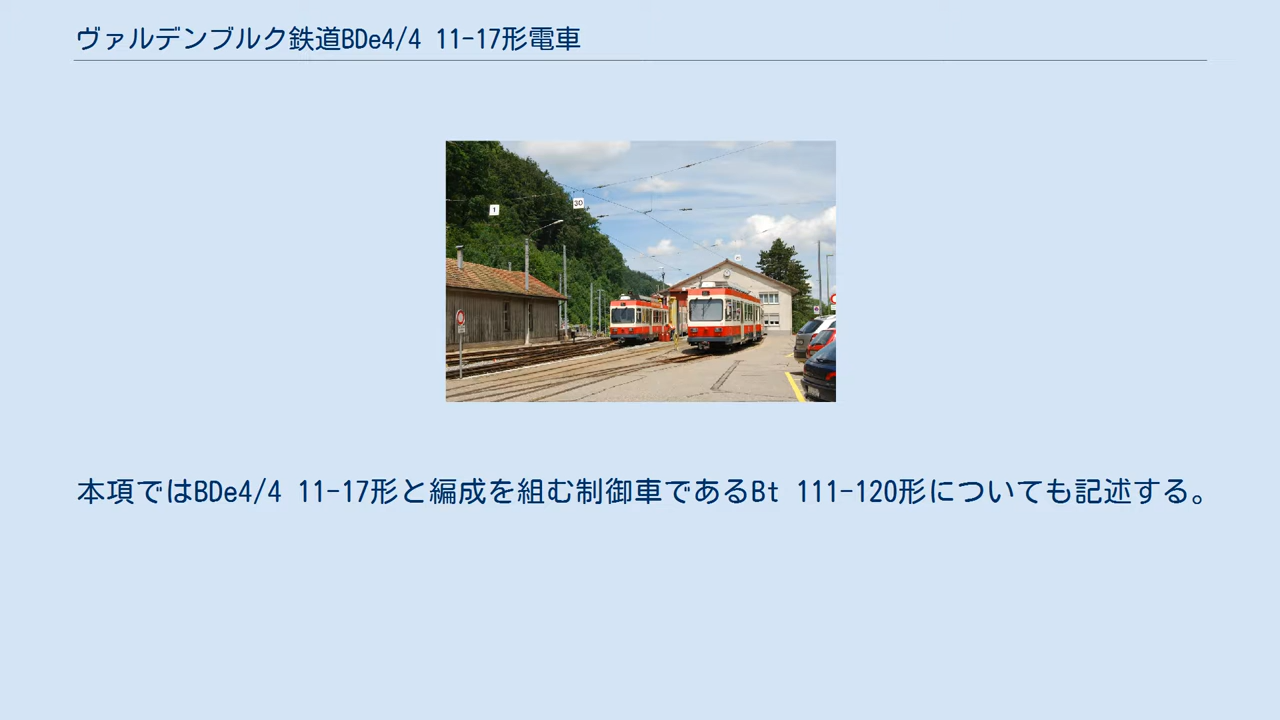 ヴァルデンブルク鉄道BDe4/4 11-17形電車
1
30
本項ではBDe4/4 11-17形と編成を組む制御車であるBt 111-120形についても記述する。